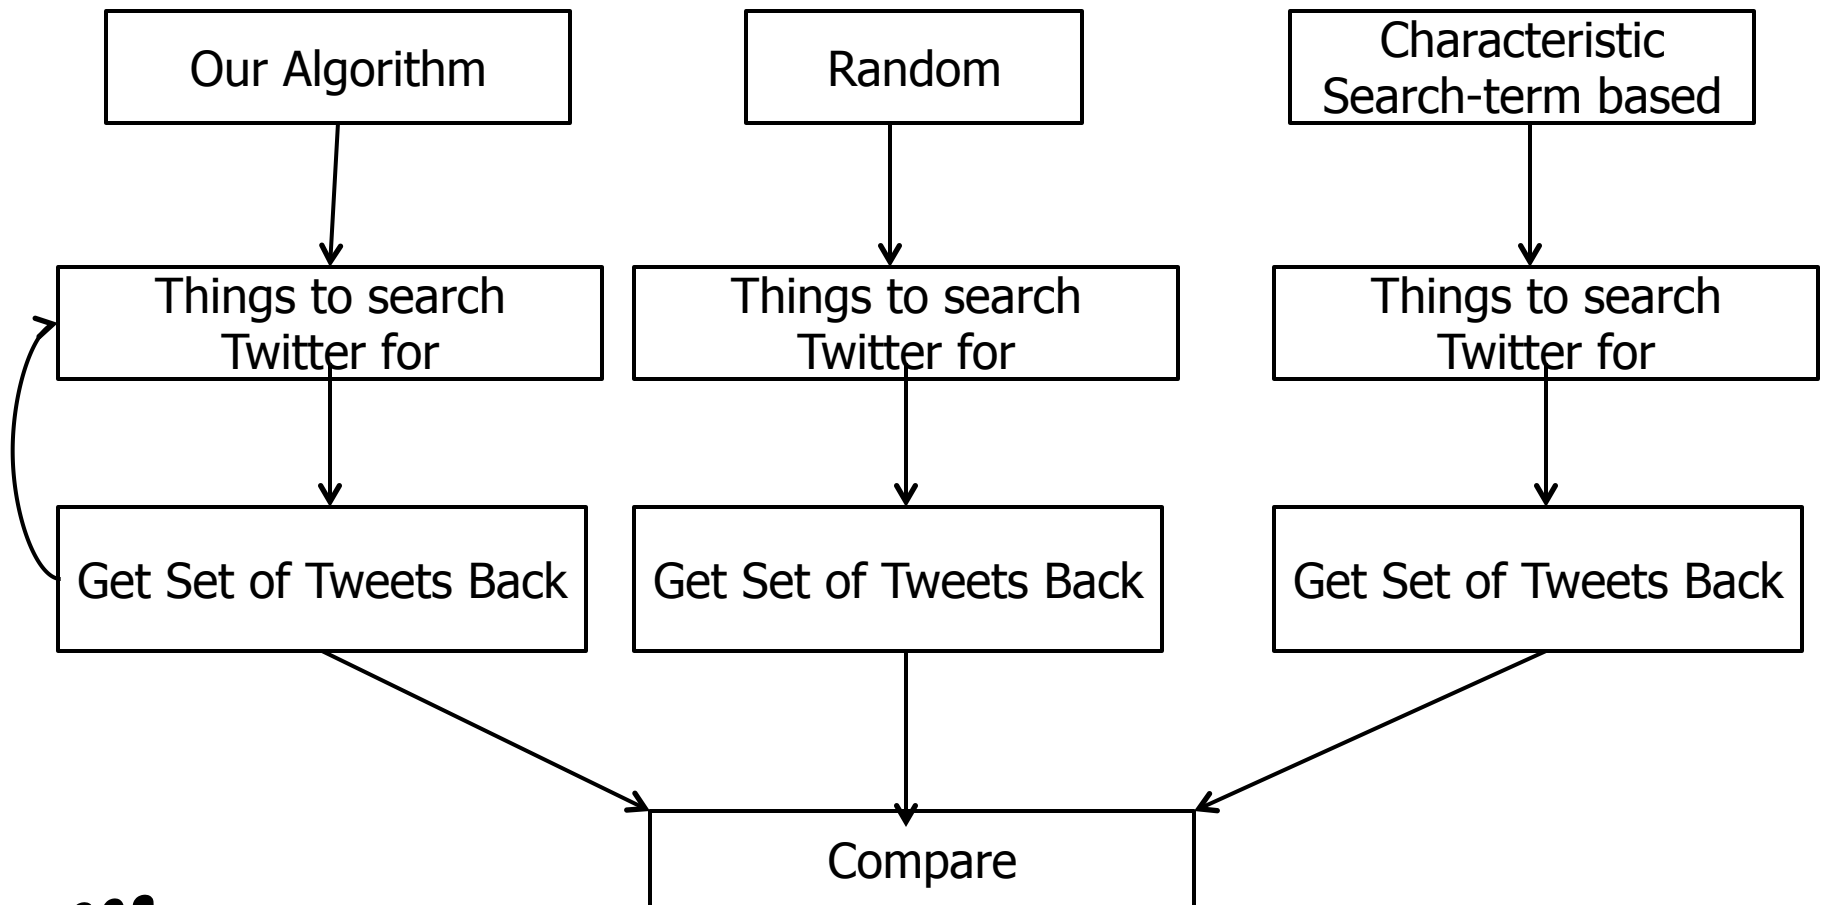 Our Algorithm
Random
Characteristic
Search-term based
Things to search
Twitter for
Things to search
Twitter for
Things to search
Twitter for
Get Set of Tweets Back
Get Set of Tweets Back
Get Set of Tweets Back
Compare